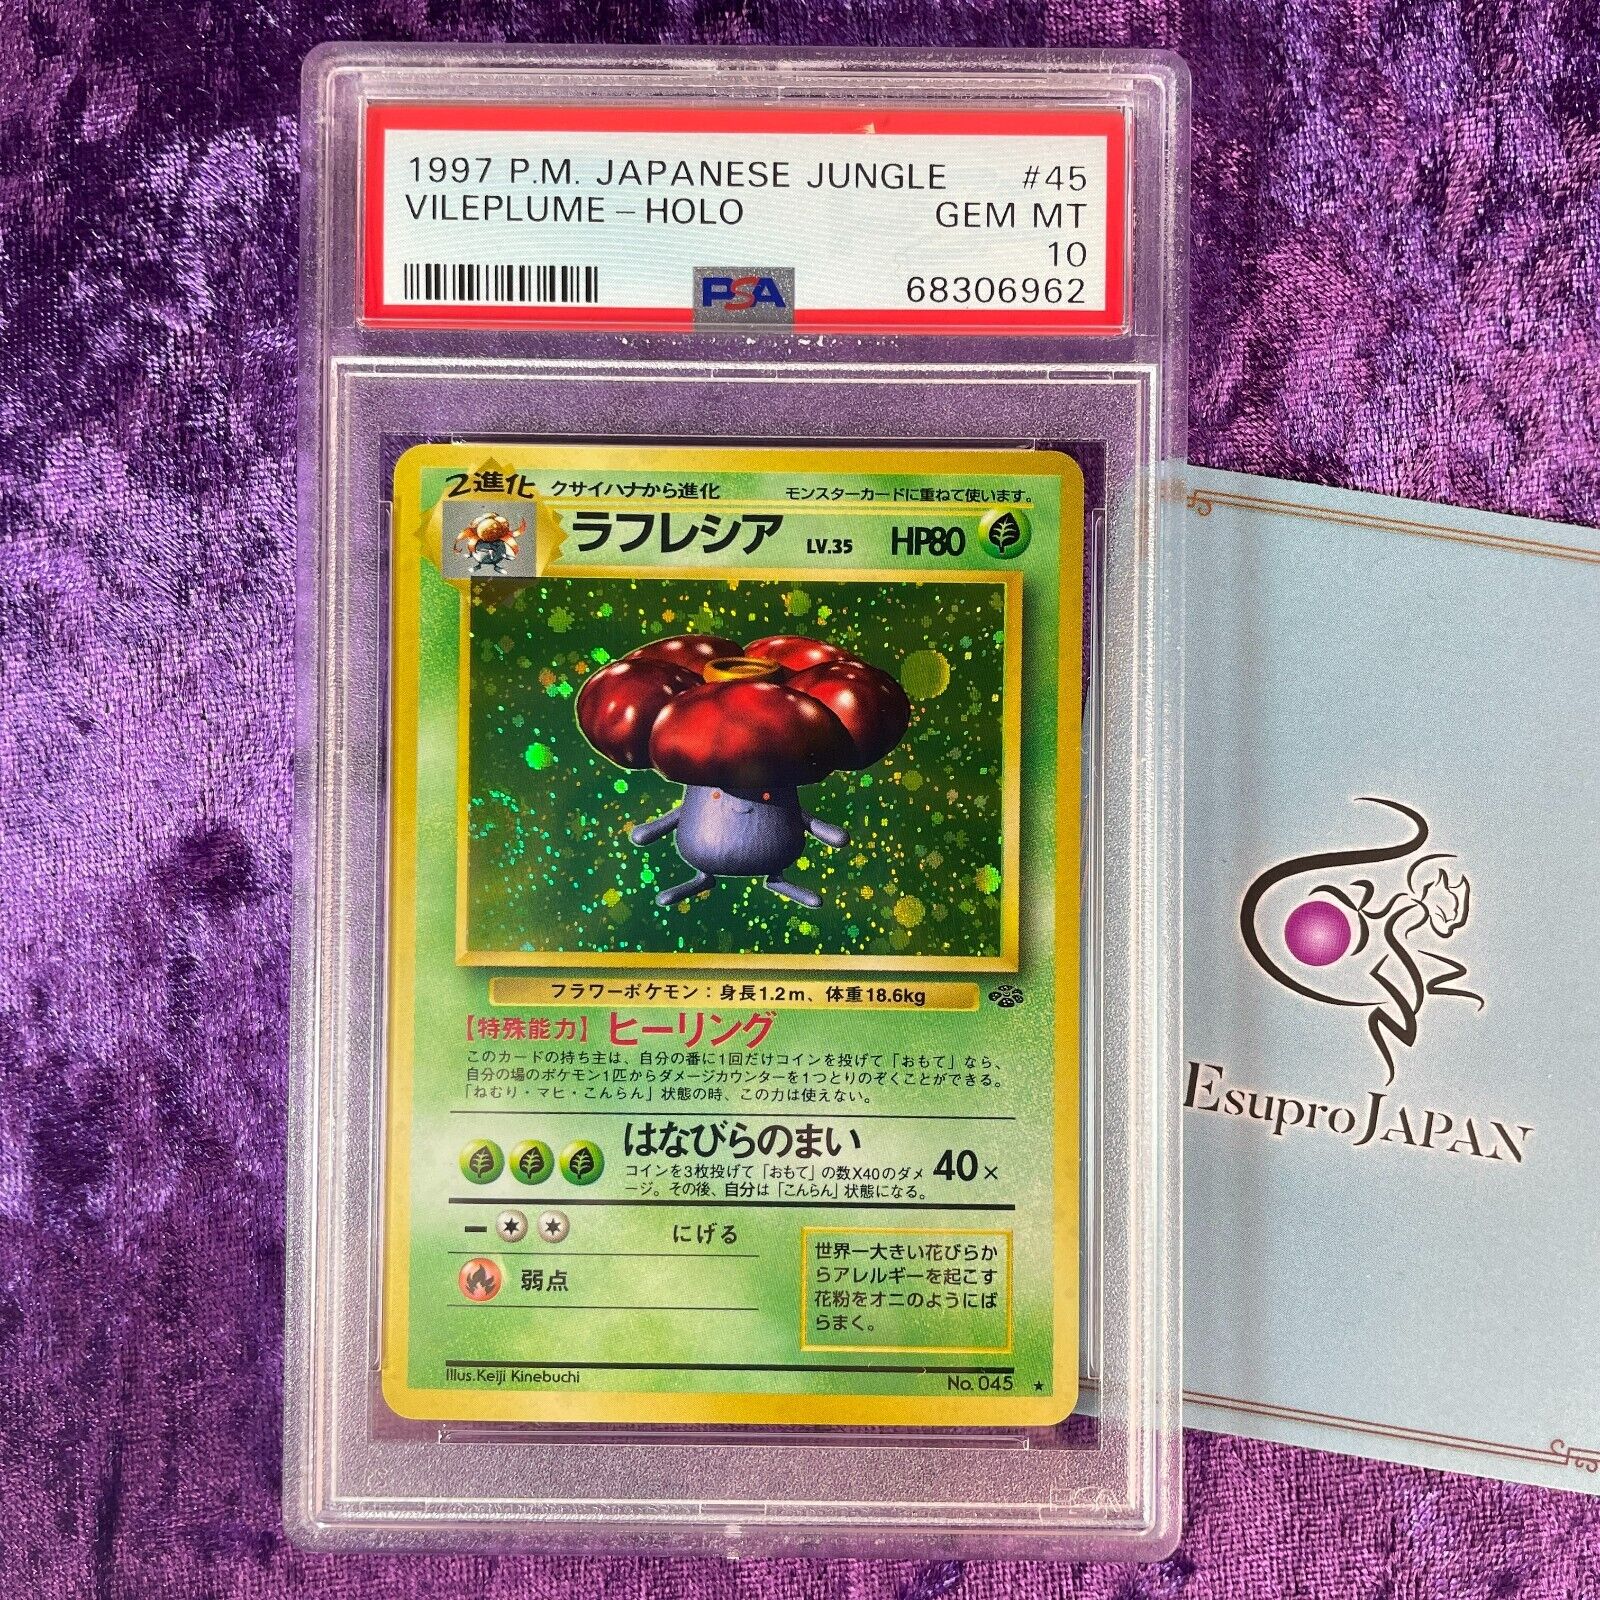 1997 P.M. JAPANESE JUNGLE #45
VILEPLUME - HOLO GEM MT
10
PSA 68306962
2進化 クサイハナから進化 モンスターカードに重ねて使います。
ラフレシア LV.35 HP80
フラワーポケモン：身長1.2m、体重18.6kg
【特殊能力】 ヒーリング
このカードの持ち主は、自分の番に1回だけコインを投げて「おもて」なら、
自分の場のポケモン1匹からダメージカウンターを1つとりのぞくことができる。
「ねむり・マヒ・こんらん」状態の時、この力は使えない。
はなびらのまい
コインを3枚投げて「おもて」の数X40のダメ 40×
ージ。その後、自分は「こんらん」状態になる。
にげる
弱点
世界一大きい花びらか
らアレルギーを起こす
花粉をオニのようにば
らまく。
Illus.Keiji Kinebuchi No. 045 ★
EsuproJAPAN